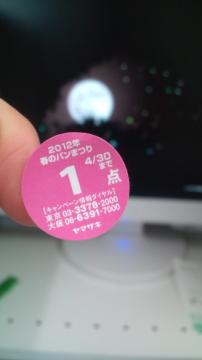 2012年
春のパンまつり
4/30
まで
1点
[キャンペーン情報ダイヤル]
東京 03-3378-2000
大阪 06-6391-7000
ヤマザキ